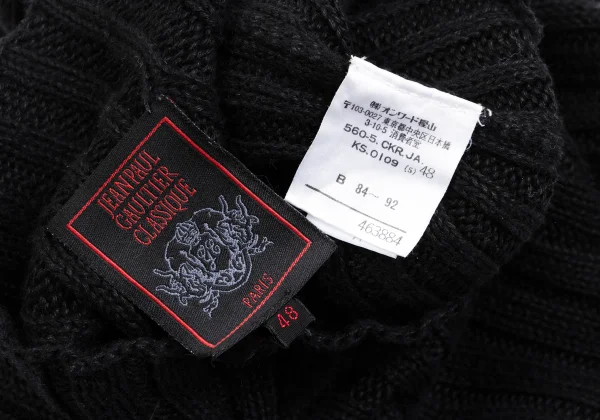 JEAN PAUL
GAULTIER
CLASSIQUE
PARIS
48
㈱オンワード樫山
〒103-0027 東京都中央区日本橋
3-10-5 消費者室
560-5. CKR. JA.
KS.0109 (S) 48
B 84～92
463884